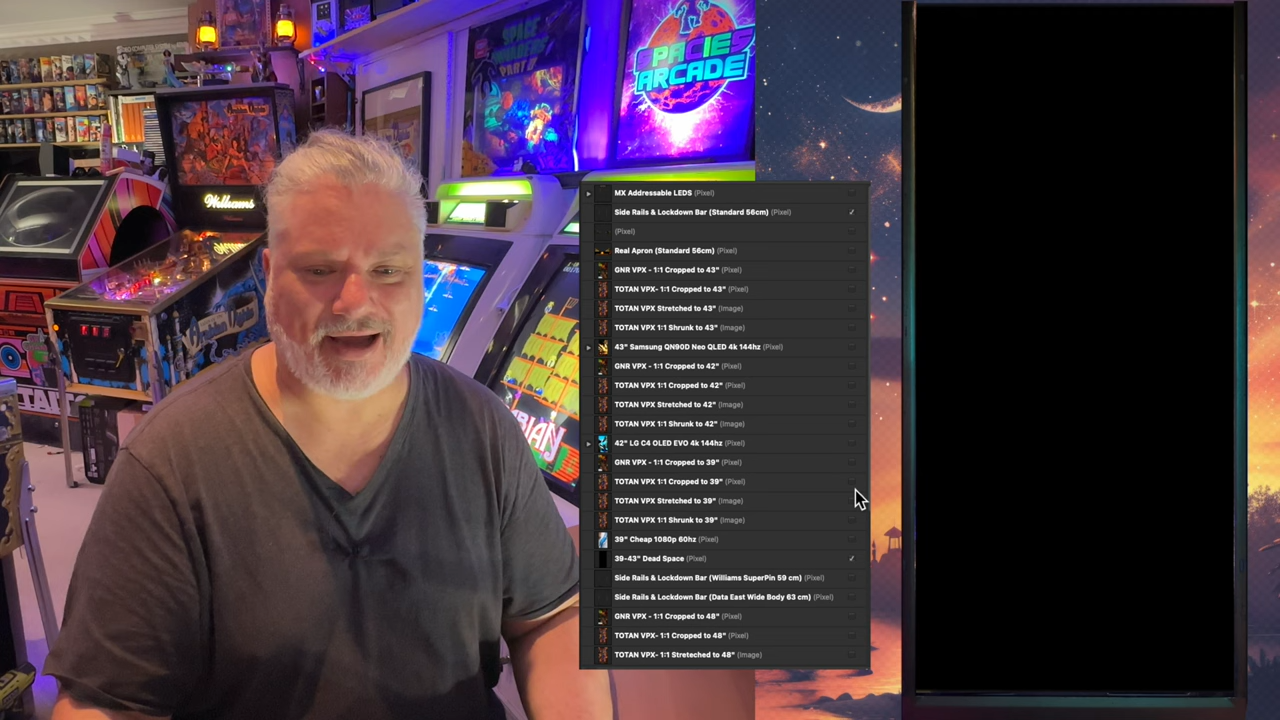 SPACE
INVADERS
PART II
SPACIES
ARCADE
Williams
MX Addressable LEDS (Pixel)
Side Rails & Lockdown Bar (Standard 56cm) (Pixel)
(Pixel)
Real Apron (Standard 56cm) (Pixel)
GNR VPX - 1:1 Cropped to 43" (Pixel)
TOTAN VPX- 1:1 Cropped to 43" (Pixel)
TOTAN VPX Stretched to 43" (Image)
TOTAN VPX 1:1 Shrunk to 43" (Image)
43" Samsung QN90D Neo QLED 4k 144hz (Pixel)
GNR VPX - 1:1 Cropped to 42" (Pixel)
TOTAN VPX 1:1 Cropped to 42" (Pixel)
TOTAN VPX Stretched to 42" (Image)
TOTAN VPX 1:1 Shrunk to 42" (Image)
42" LG C4 OLED EVO 4k 144hz (Pixel)
GNR VPX - 1:1 Cropped to 39" (Pixel)
TOTAN VPX 1:1 Cropped to 39" (Pixel)
TOTAN VPX Stretched to 39" (Image)
TOTAN VPX 1:1 Shrunk to 39" (Image)
39" Cheap 1080p 60hz (Pixel)
39-43" Dead Space (Pixel)
Side Rails & Lockdown Bar (Williams SuperPin 59 cm) (Pixel)
Side Rails & Lockdown Bar (Data East Wide Body 63 cm) (Pixel)
GNR VPX - 1:1 Cropped to 48" (Pixel)
TOTAN VPX- 1:1 Cropped to 48" (Pixel)
TOTAN VPX- 1:1 Streteched to 48" (Image)